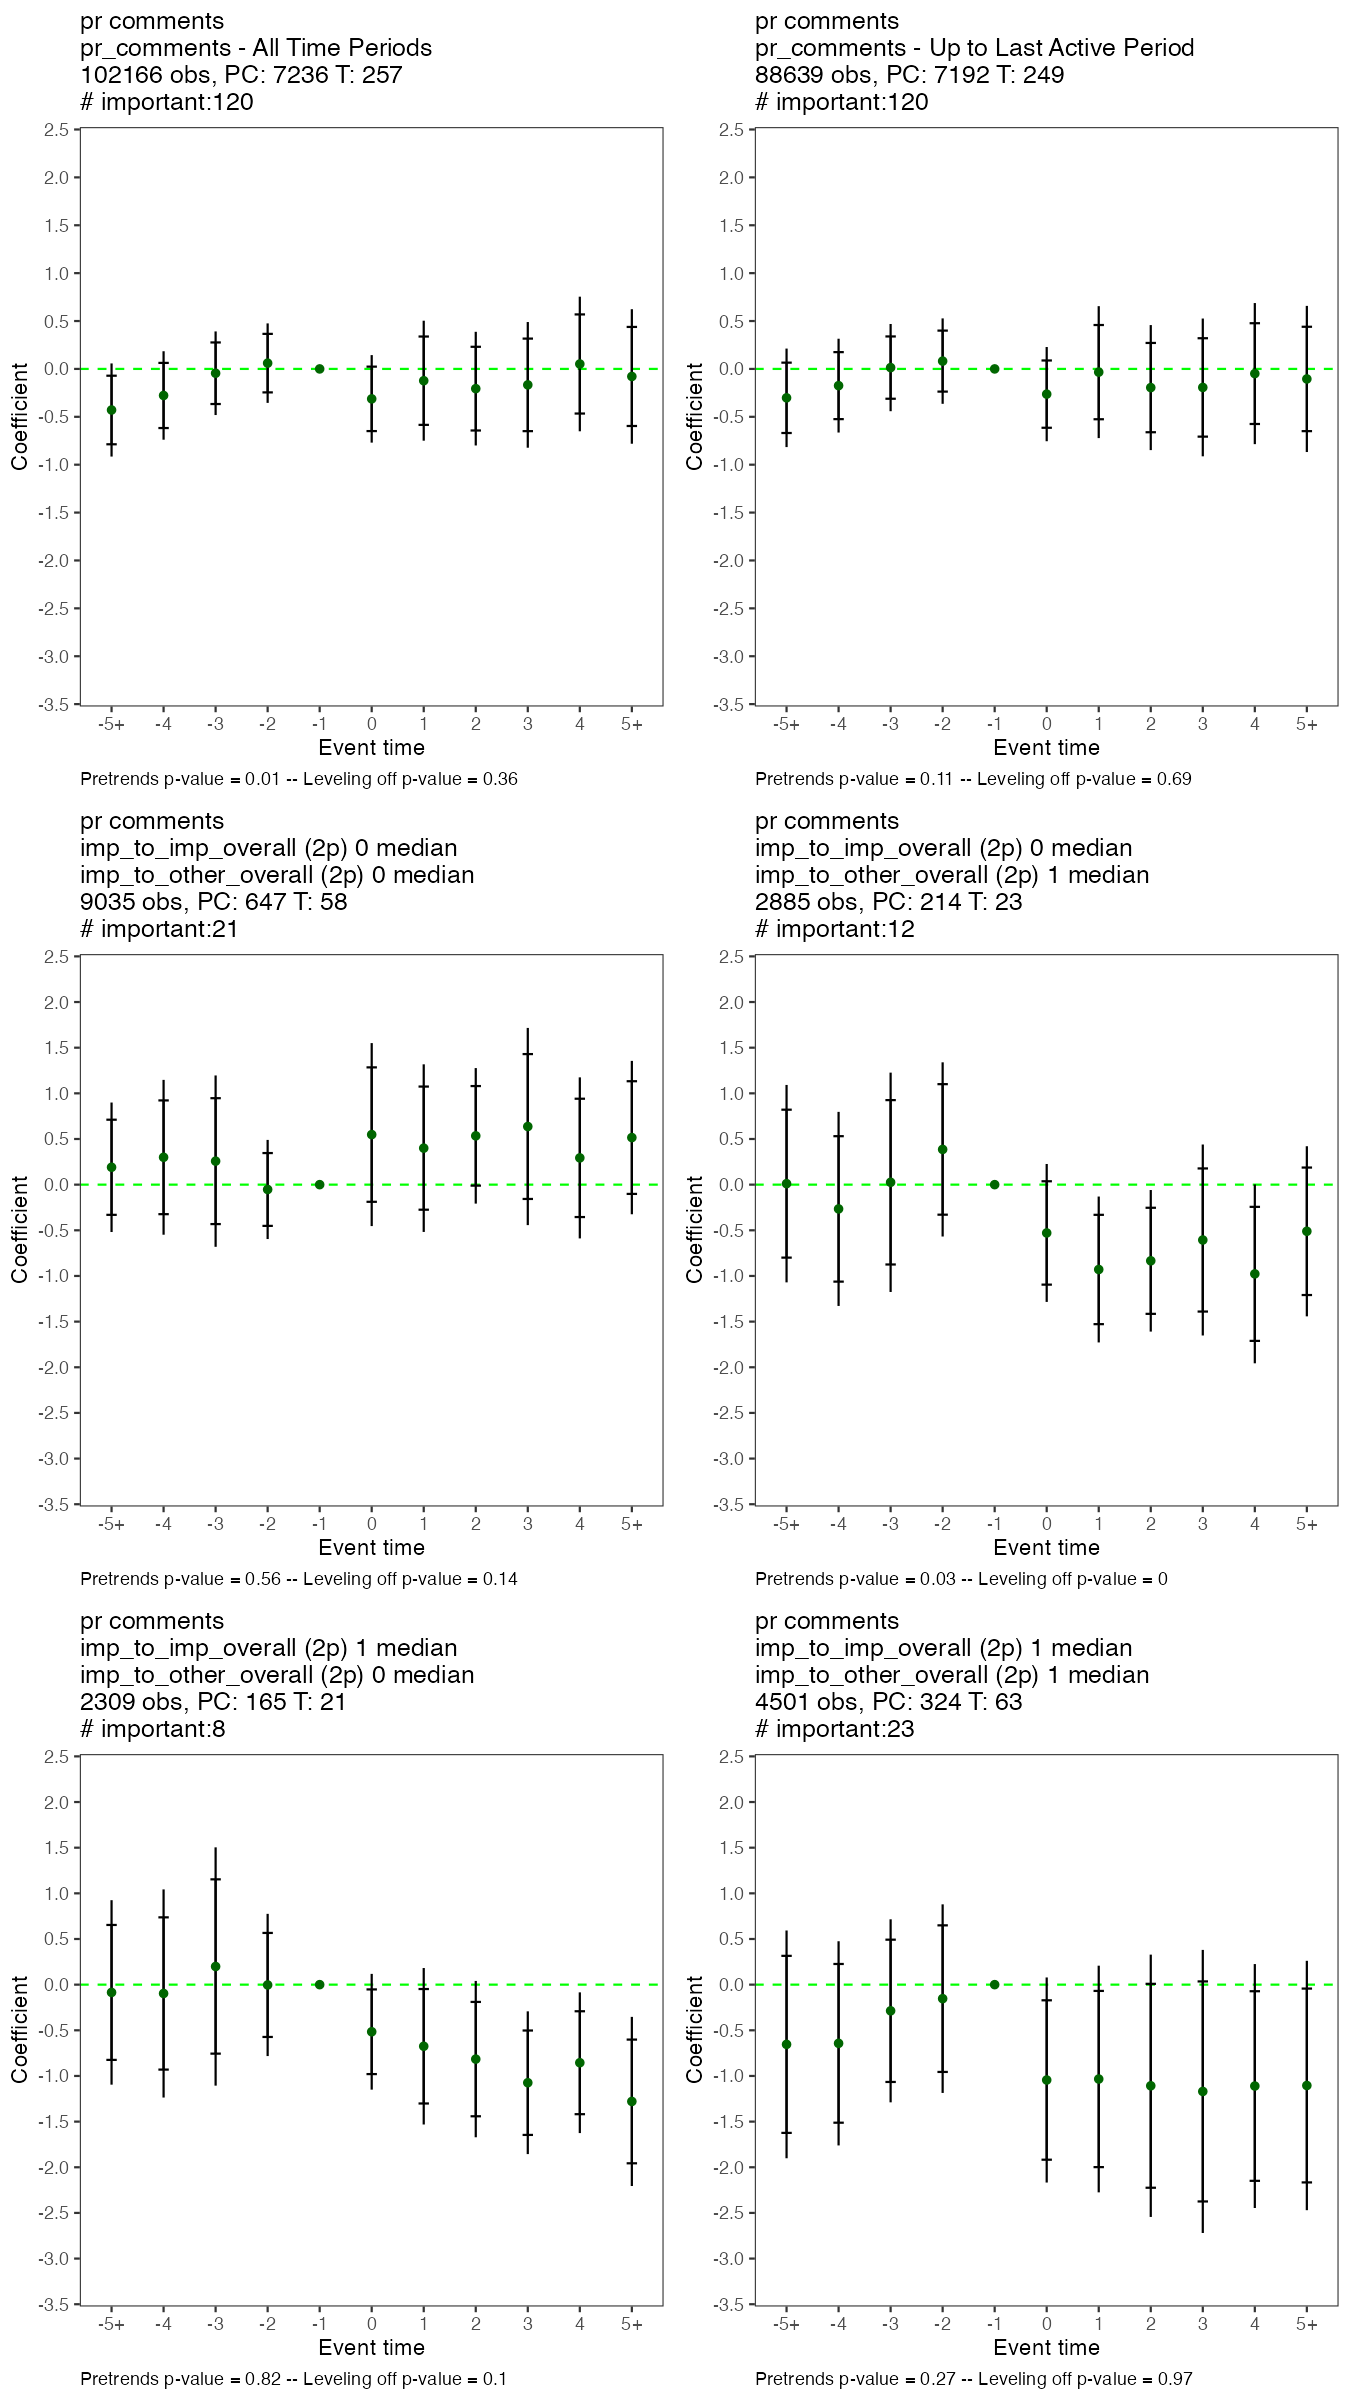 pr comments
pr_comments - All Time Periods
102166 obs, PC: 7236 T: 257
# important:120
2.5
2.0
1.5
1.0
0.5
0.0
-0.5
-1.0
-1.5
-2.0
-2.5
-3.0
-3.5
Coefficient
-5+ -4 -3 -2 -1 0 1 2 3 4 5+
Event time
Pretrends p-value = 0.01 -- Leveling off p-value = 0.36
pr comments
pr_comments - Up to Last Active Period
88639 obs, PC: 7192 T: 249
# important:120
2.5
2.0
1.5
1.0
0.5
0.0
-0.5
-1.0
-1.5
-2.0
-2.5
-3.0
-3.5
Coefficient
-5+ -4 -3 -2 -1 0 1 2 3 4 5+
Event time
Pretrends p-value = 0.11 -- Leveling off p-value = 0.69
pr comments
imp_to_imp_overall (2p) 0 median
imp_to_other_overall (2p) 0 median
9035 obs, PC: 647 T: 58
# important:21
2.5
2.0
1.5
1.0
0.5
0.0
-0.5
-1.0
-1.5
-2.0
-2.5
-3.0
-3.5
Coefficient
-5+ -4 -3 -2 -1 0 1 2 3 4 5+
Event time
Pretrends p-value = 0.56 -- Leveling off p-value = 0.14
pr comments
imp_to_imp_overall (2p) 0 median
imp_to_other_overall (2p) 1 median
2885 obs, PC: 214 T: 23
# important:12
2.5
2.0
1.5
1.0
0.5
0.0
-0.5
-1.0
-1.5
-2.0
-2.5
-3.0
-3.5
Coefficient
-5+ -4 -3 -2 -1 0 1 2 3 4 5+
Event time
Pretrends p-value = 0.03 -- Leveling off p-value = 0
pr comments
imp_to_imp_overall (2p) 1 median
imp_to_other_overall (2p) 0 median
2309 obs, PC: 165 T: 21
# important:8
2.5
2.0
1.5
1.0
0.5
0.0
-0.5
-1.0
-1.5
-2.0
-2.5
-3.0
-3.5
Coefficient
-5+ -4 -3 -2 -1 0 1 2 3 4 5+
Event time
Pretrends p-value = 0.82 -- Leveling off p-value = 0.1
pr comments
imp_to_imp_overall (2p) 1 median
imp_to_other_overall (2p) 1 median
4501 obs, PC: 324 T: 63
# important:23
2.5
2.0
1.5
1.0
0.5
0.0
-0.5
-1.0
-1.5
-2.0
-2.5
-3.0
-3.5
Coefficient
-5+ -4 -3 -2 -1 0 1 2 3 4 5+
Event time
Pretrends p-value = 0.27 -- Leveling off p-value = 0.97